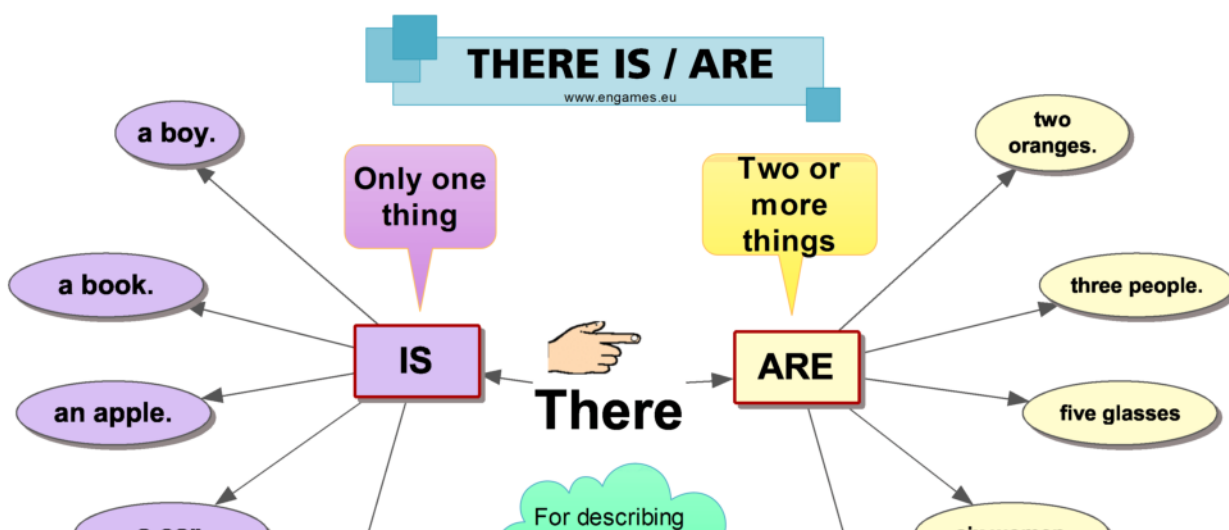 THERE IS / ARE
www.engames.eu
a boy.
Only one
thing
Two or
more
things
two
oranges.
a book.
three people.
IS
There
ARE
an apple.
five glasses
For describing